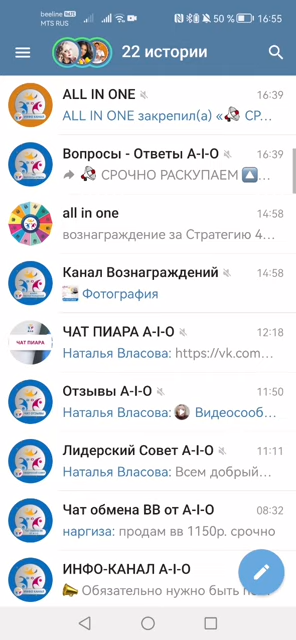 beeline
MTS RUS
50 %
16:55
22 истории
ALL IN ONE
16:39
ALL IN ONE закрепил(а) « СР...
Вопросы - Ответы A-I-O
16:39
СРОЧНО РАСКУПАЕМ
all in one
14:58
вознаграждение за Стратегию 4...
Канал Вознаграждений
14:58
Фотография
ЧАТ ПИАРА
ЧАТ ПИАРА A-I-O
12:18
Наталья Власова: https://vk.com...
Отзывы A-I-O
11:50
Наталья Власова: Видеосооб...
Лидерский Совет A-I-O
11:11
Наталья Власова: Всем добрый...
Чат обмена ВВ от A-I-O
08:32
наргиза: продам вв 1150р. срочно
ИНФО-КАНАЛ A-I-O
Обязательно нужно быть